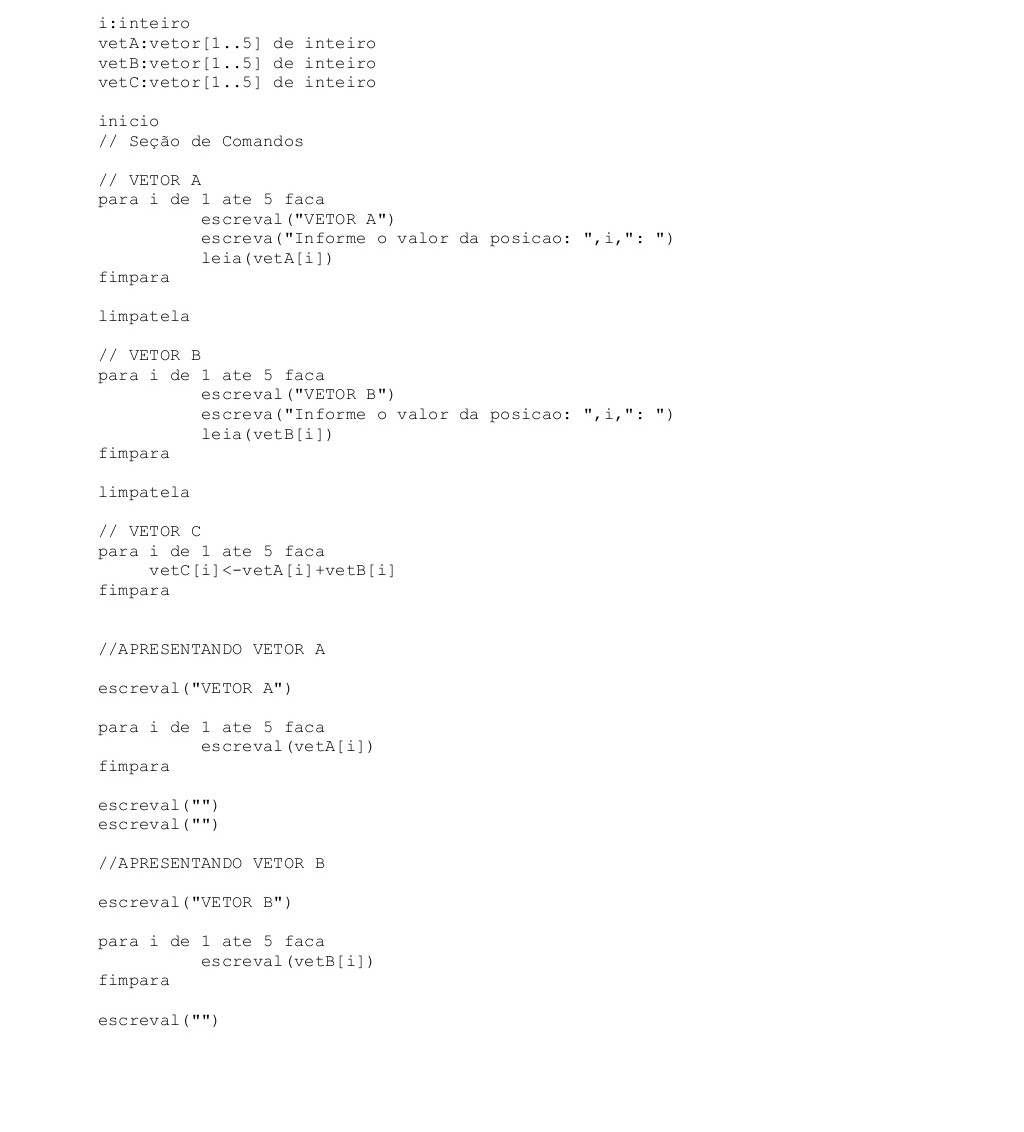 i:inteiro
vetA:vetor[1..5] de inteiro
vetB:vetor[1..5] de inteiro
vetC:vetor[1..5] de inteiro
inicio
// Seção de Comandos
// VETOR A
para i de 1 ate 5 faca
escreval("VETOR A")
escreva("Informe o valor da posicao: ",i,": ")
leia(vetA[i])
fimpara
limpatela
// VETOR B
para i de 1 ate 5 faca
escreval("VETOR B")
escreva("Informe o valor da posicao: ",i,": ")
leia(vetB[i])
fimpara
limpatela
// VETOR C
para i de 1 ate 5 faca
vetC[i]<-vetA[i]+vetB[i]
fimpara
//APRESENTANDO VETOR A
escreval("VETOR A")
para i de 1 ate 5 faca
escreval(vetA[i])
fimpara
escreval("")
escreval("")
//APRESENTANDO VETOR B
escreval("VETOR B")
para i de 1 ate 5 faca
escreval(vetB[i])
fimpara
escreval("")